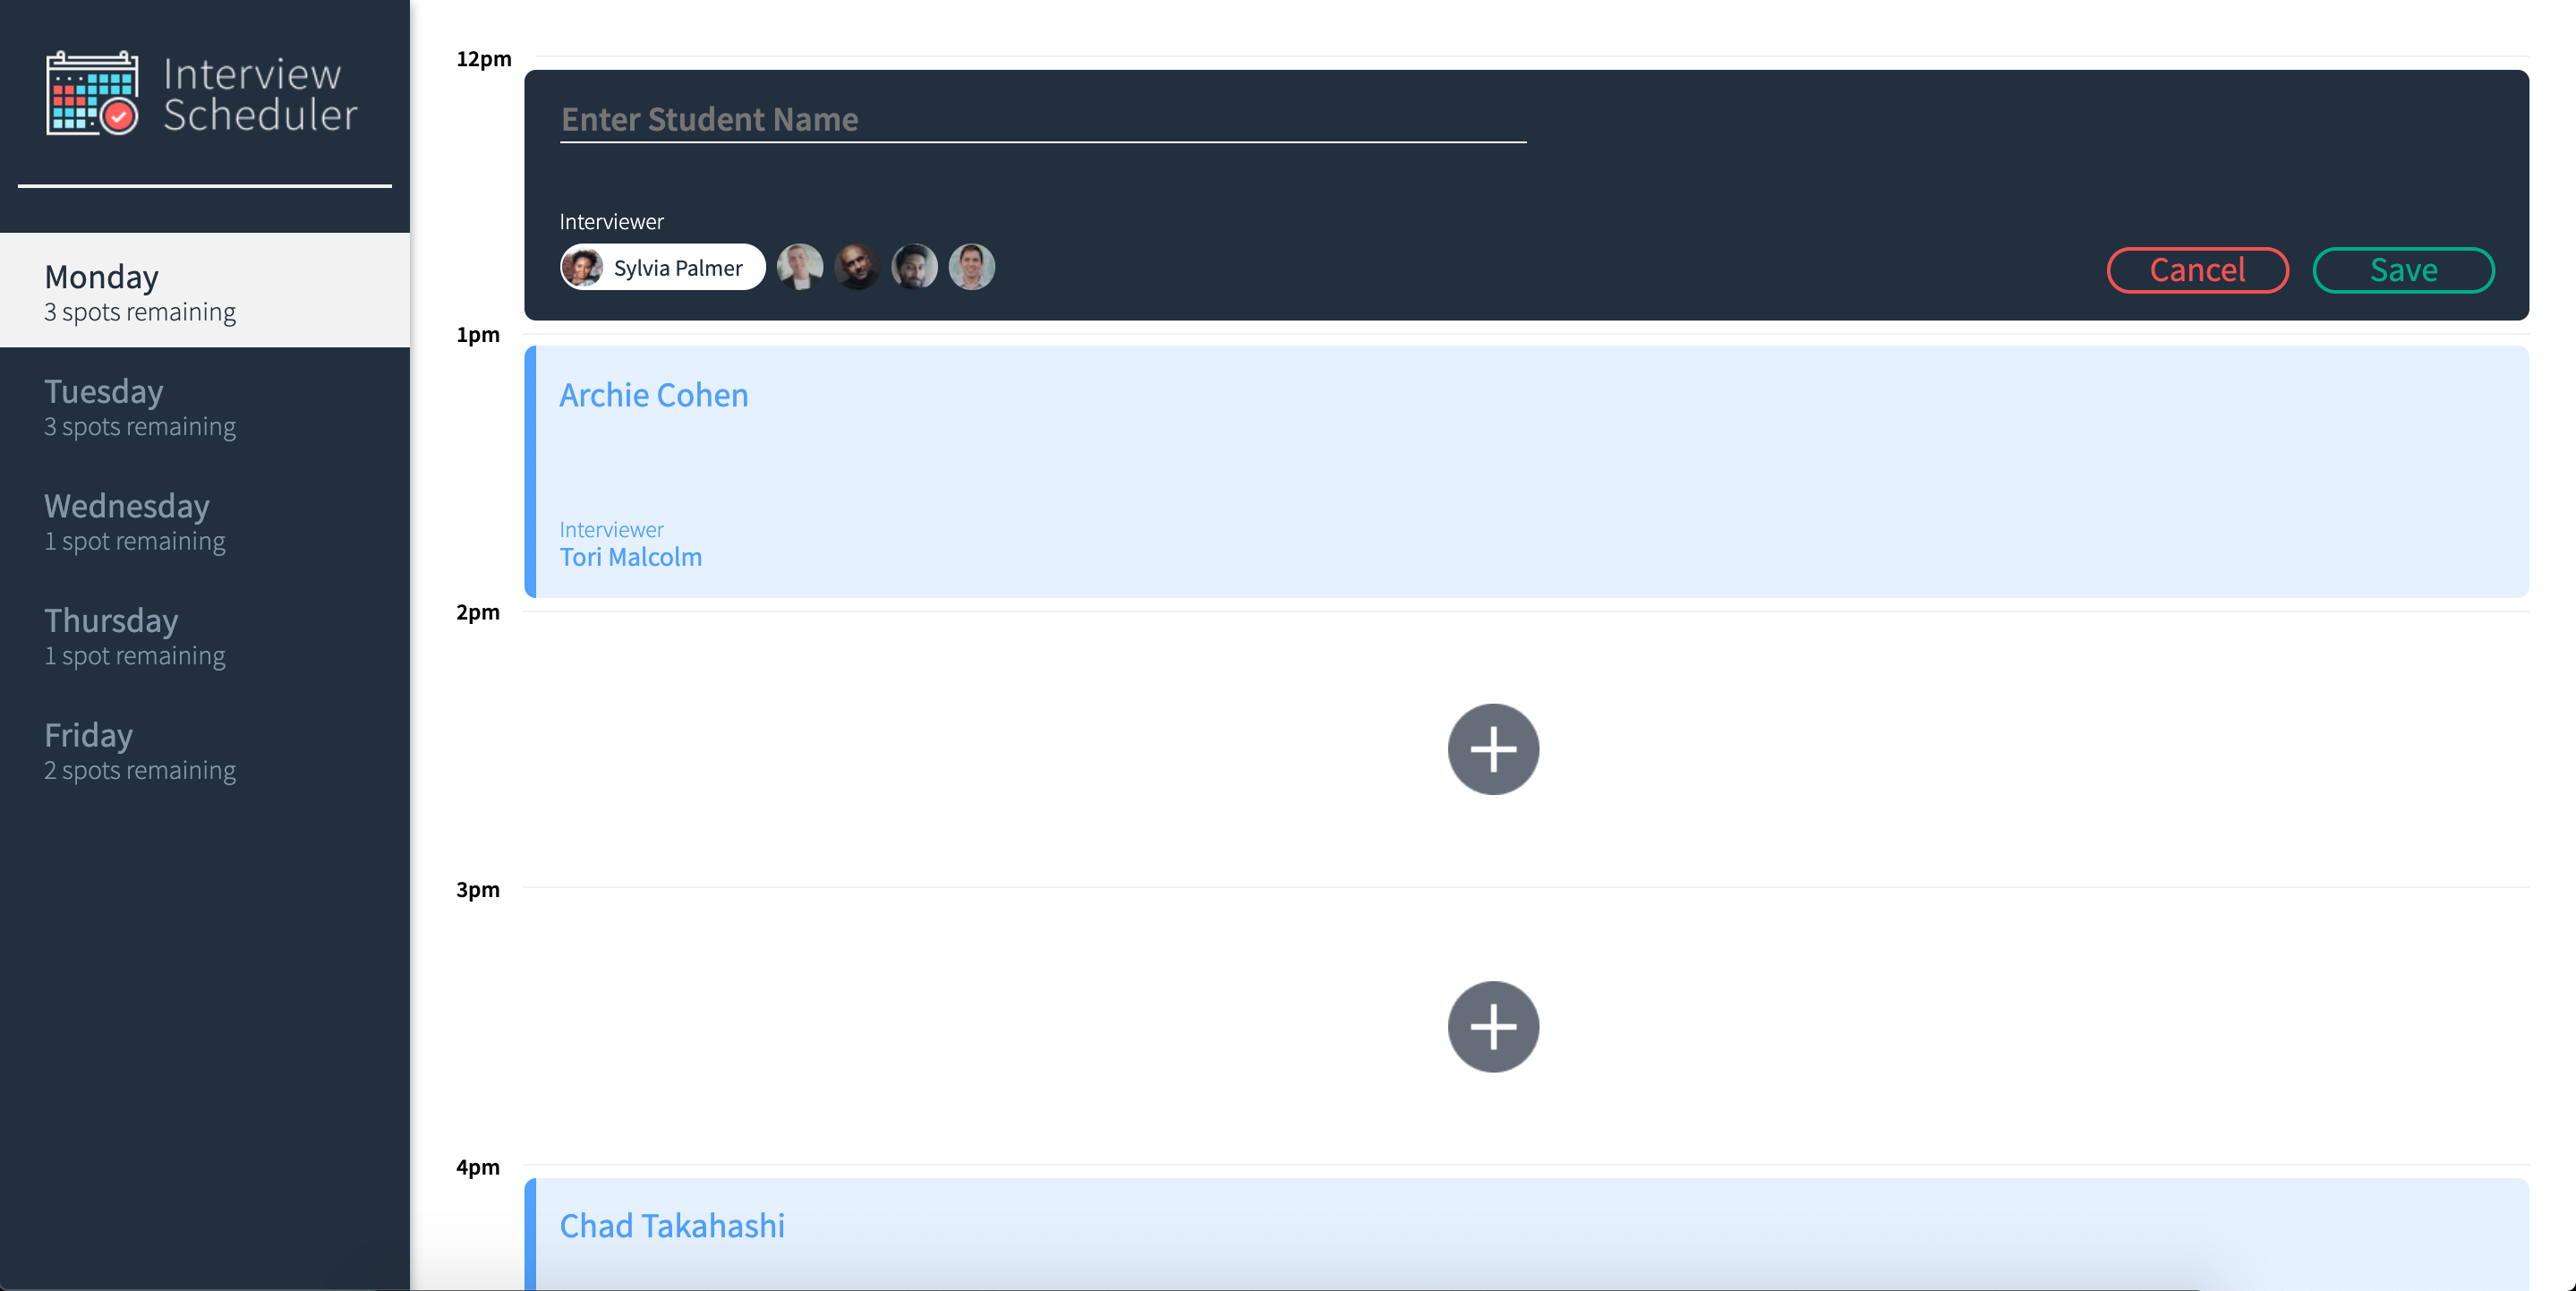 Interview
Scheduler
Monday
3 spots remaining
Tuesday
3 spots remaining
Wednesday
1 spot remaining
Thursday
1 spot remaining
Friday
2 spots remaining
12pm
Enter Student Name
Interviewer
Sylvia Palmer
Cancel
Save
1pm
Archie Cohen
Interviewer
Tori Malcolm
2pm
3pm
4pm
Chad Takahashi